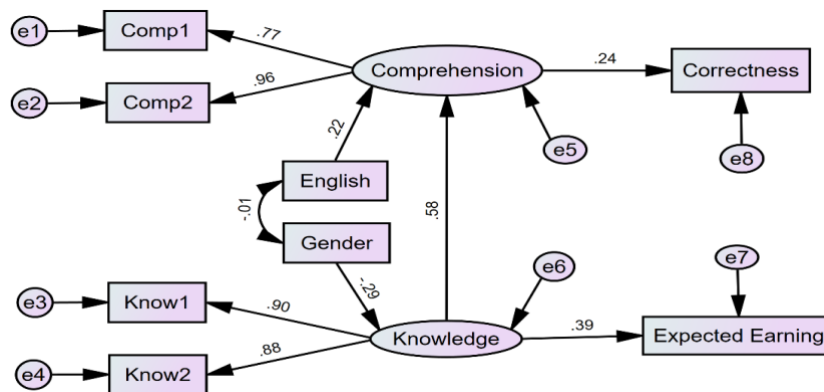 e1
Comp1
.77
Comprehension
.24
Correctness
e2
Comp2
.96
.22
e5
e8
English
-.01
.58
Gender
e7
e6
-.29
e3
Know1
.90
Knowledge
.39
Expected Earning
e4
Know2
.88